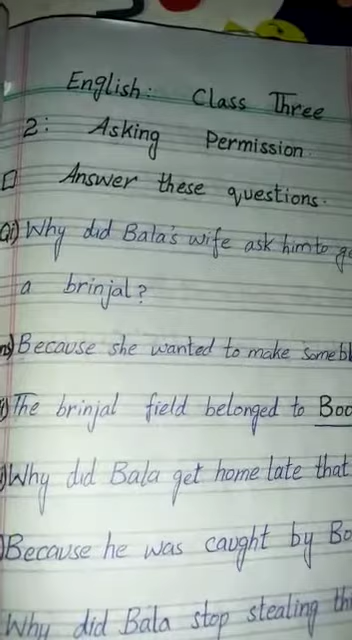 English: Class Three
2: Asking Permission
Answer these questions.
Qi) Why did Bala's wife ask him to
a brinjal?
Because she wanted to make some
The brinjal field belonged to
Why did Bala get home late that
Because he was caught by
Why did Bala stop stealing